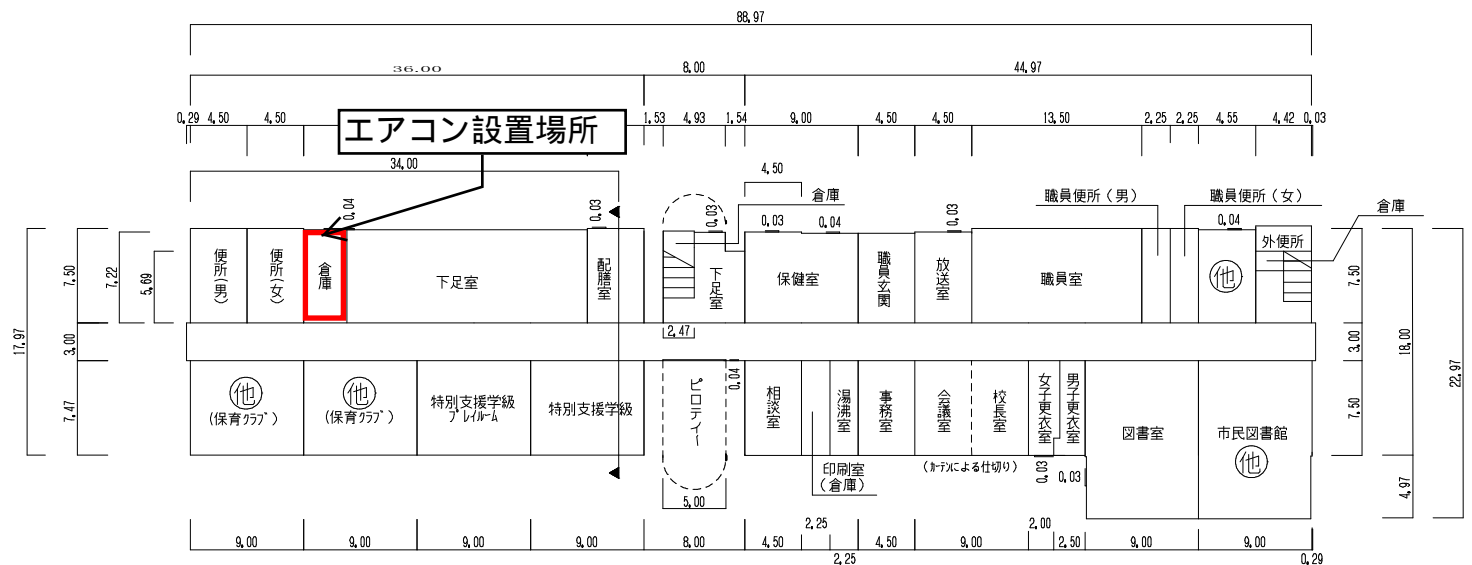 88.97
36.00
8.00
44.97
0.29
4.50
4.50
1.53
4.93
1.54
9.00
4.50
4.50
13.50
2.25
2.25
4.55
4.42
0.03
エアコン設置場所
34.00
4.50
倉庫
職員便所(男)
職員便所(女)
倉庫
0.04
0.03
0.03
0.03
0.04
0.03
0.04
便所(男)
便所(女)
倉庫
下足室
配膳室
下足室
保健室
職員玄関
放送室
職員室
他
外便所
7.50
7.22
5.69
17.97
3.00
7.47
2.47
7.50
3.00
7.50
18.00
22.97
4.97
他
(保育クラブ)
他
(保育クラブ)
特別支援学級
プレイルーム
特別支援学級
ピロティー
0.04
相談室
湯沸室
事務室
会議室
校長室
女子更衣室
男子更衣室
図書室
市民図書館
他
印刷室
(倉庫)
(カーテンによる仕切り)
0.03
0.03
5.00
2.25
2.00
9.00
9.00
9.00
9.00
8.00
4.50
2.25
4.50
9.00
2.50
9.00
9.00
0.29